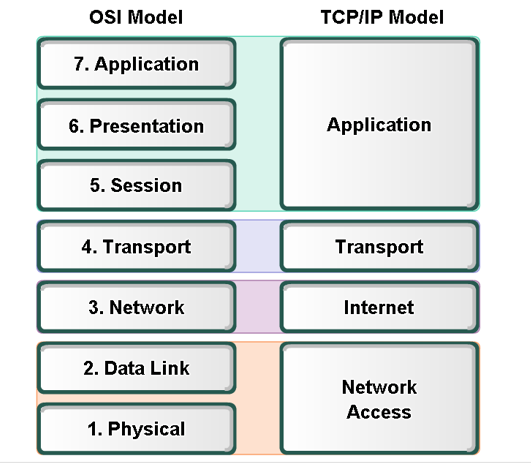 OSI Model
TCP/IP Model
7. Application
6. Presentation
5. Session
Application
4. Transport
Transport
3. Network
Internet
2. Data Link
1. Physical
Network
Access